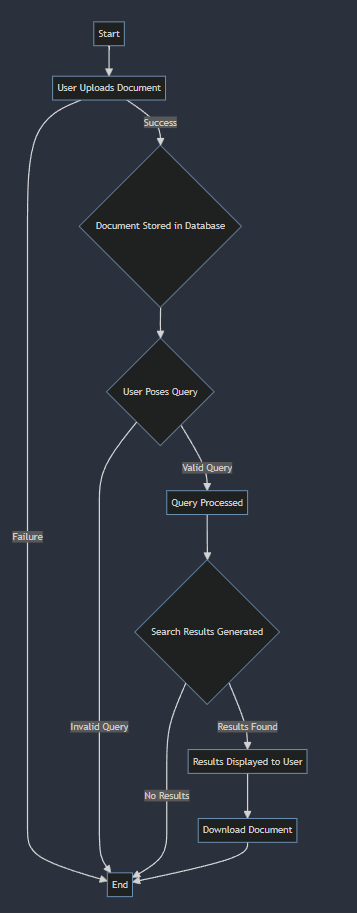 Start
User Uploads Document
Success
Document Stored in Database
User Poses Query
Valid Query
Query Processed
Failure
Search Results Generated
Invalid Query
Results Found
Results Displayed to User
No Results
Download Document
End